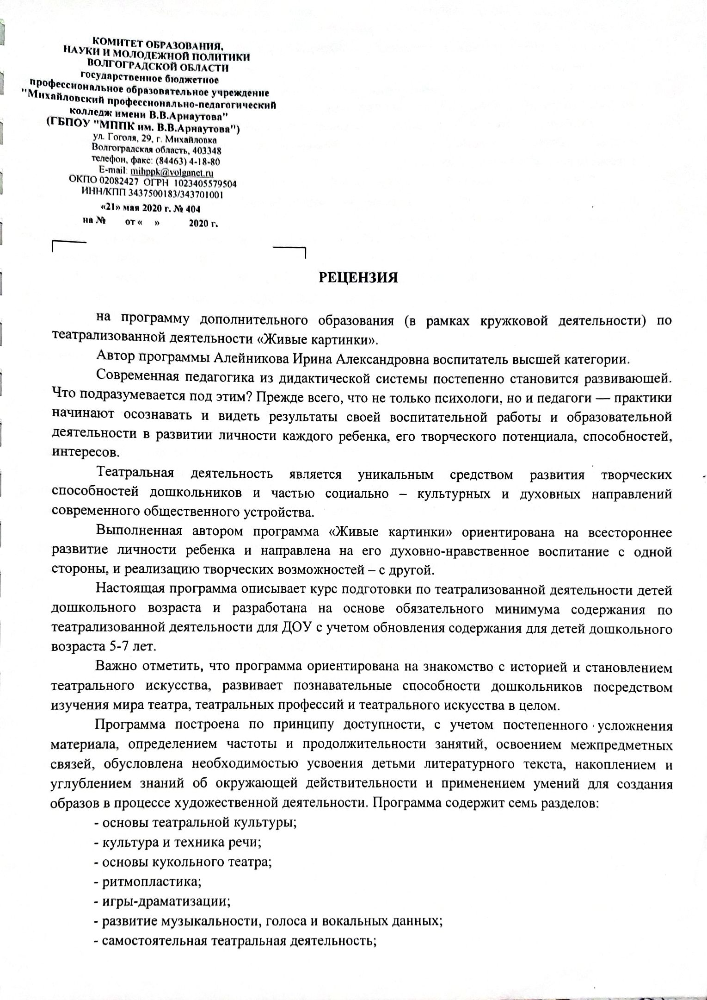 КОМИТЕТ ОБРАЗОВАНИЯ,
НАУКИ И МОЛОДЕЖНОЙ ПОЛИТИКИ
ВОЛГОГРАДСКОЙ ОБЛАСТИ
государственное бюджетное
профессиональное образовательное учреждение
"Михайловский профессионально-педагогический
колледж имени В.В.Арнаутова"
(ГБПОУ "МППК им. В.В.Арнаутова")
ул. Гоголя, 29, г. Михайловка
Волгоградская область, 403348
телефон, факс: (84463) 4-18-80
E-mail: mihppk@volganet.ru
ОКПО 02082427 ОГРН 1023405579504
ИНН/КПП 3437500183/343701001
«21» мая 2020 г. № 404
на № от « » 2020 г.
РЕЦЕНЗИЯ
на программу дополнительного образования (в рамках кружковой деятельности) по
театрализованной деятельности «Живые картинки».
Автор программы Алейникова Ирина Александровна воспитатель высшей категории.
Современная педагогика из дидактической системы постепенно становится развивающей.
Что подразумевается под этим? Прежде всего, что не только психологи, но и педагоги — практики
начинают осознавать и видеть результаты своей воспитательной работы и образовательной
деятельности в развитии личности каждого ребенка, его творческого потенциала, способностей,
интересов.
Театральная деятельность является уникальным средством развития творческих
способностей дошкольников и частью социально – культурных и духовных направлений
современного общественного устройства.
Выполненная автором программа «Живые картинки» ориентирована на всестороннее
развитие личности ребенка и направлена на его духовно-нравственное воспитание с одной
стороны, и реализацию творческих возможностей – с другой.
Настоящая программа описывает курс подготовки по театрализованной деятельности детей
дошкольного возраста и разработана на основе обязательного минимума содержания по
театрализованной деятельности для ДОУ с учетом обновления содержания для детей дошкольного
возраста 5-7 лет.
Важно отметить, что программа ориентирована на знакомство с историей и становлением
театрального искусства, развивает познавательные способности дошкольников посредством
изучения мира театра, театральных профессий и театрального искусства в целом.
Программа построена по принципу доступности, с учетом постепенного усложнения
материала, определением частоты и продолжительности занятий, освоением межпредметных
связей, обусловлена необходимостью усвоения детьми литературного текста, накоплением и
углублением знаний об окружающей действительности и применением умений для создания
образов в процессе художественной деятельности. Программа содержит семь разделов:
- основы театральной культуры;
- культура и техника речи;
- основы кукольного театра;
- ритмопластика;
- игры-драматизации;
- развитие музыкальности, голоса и вокальных данных;
- самостоятельная театральная деятельность;